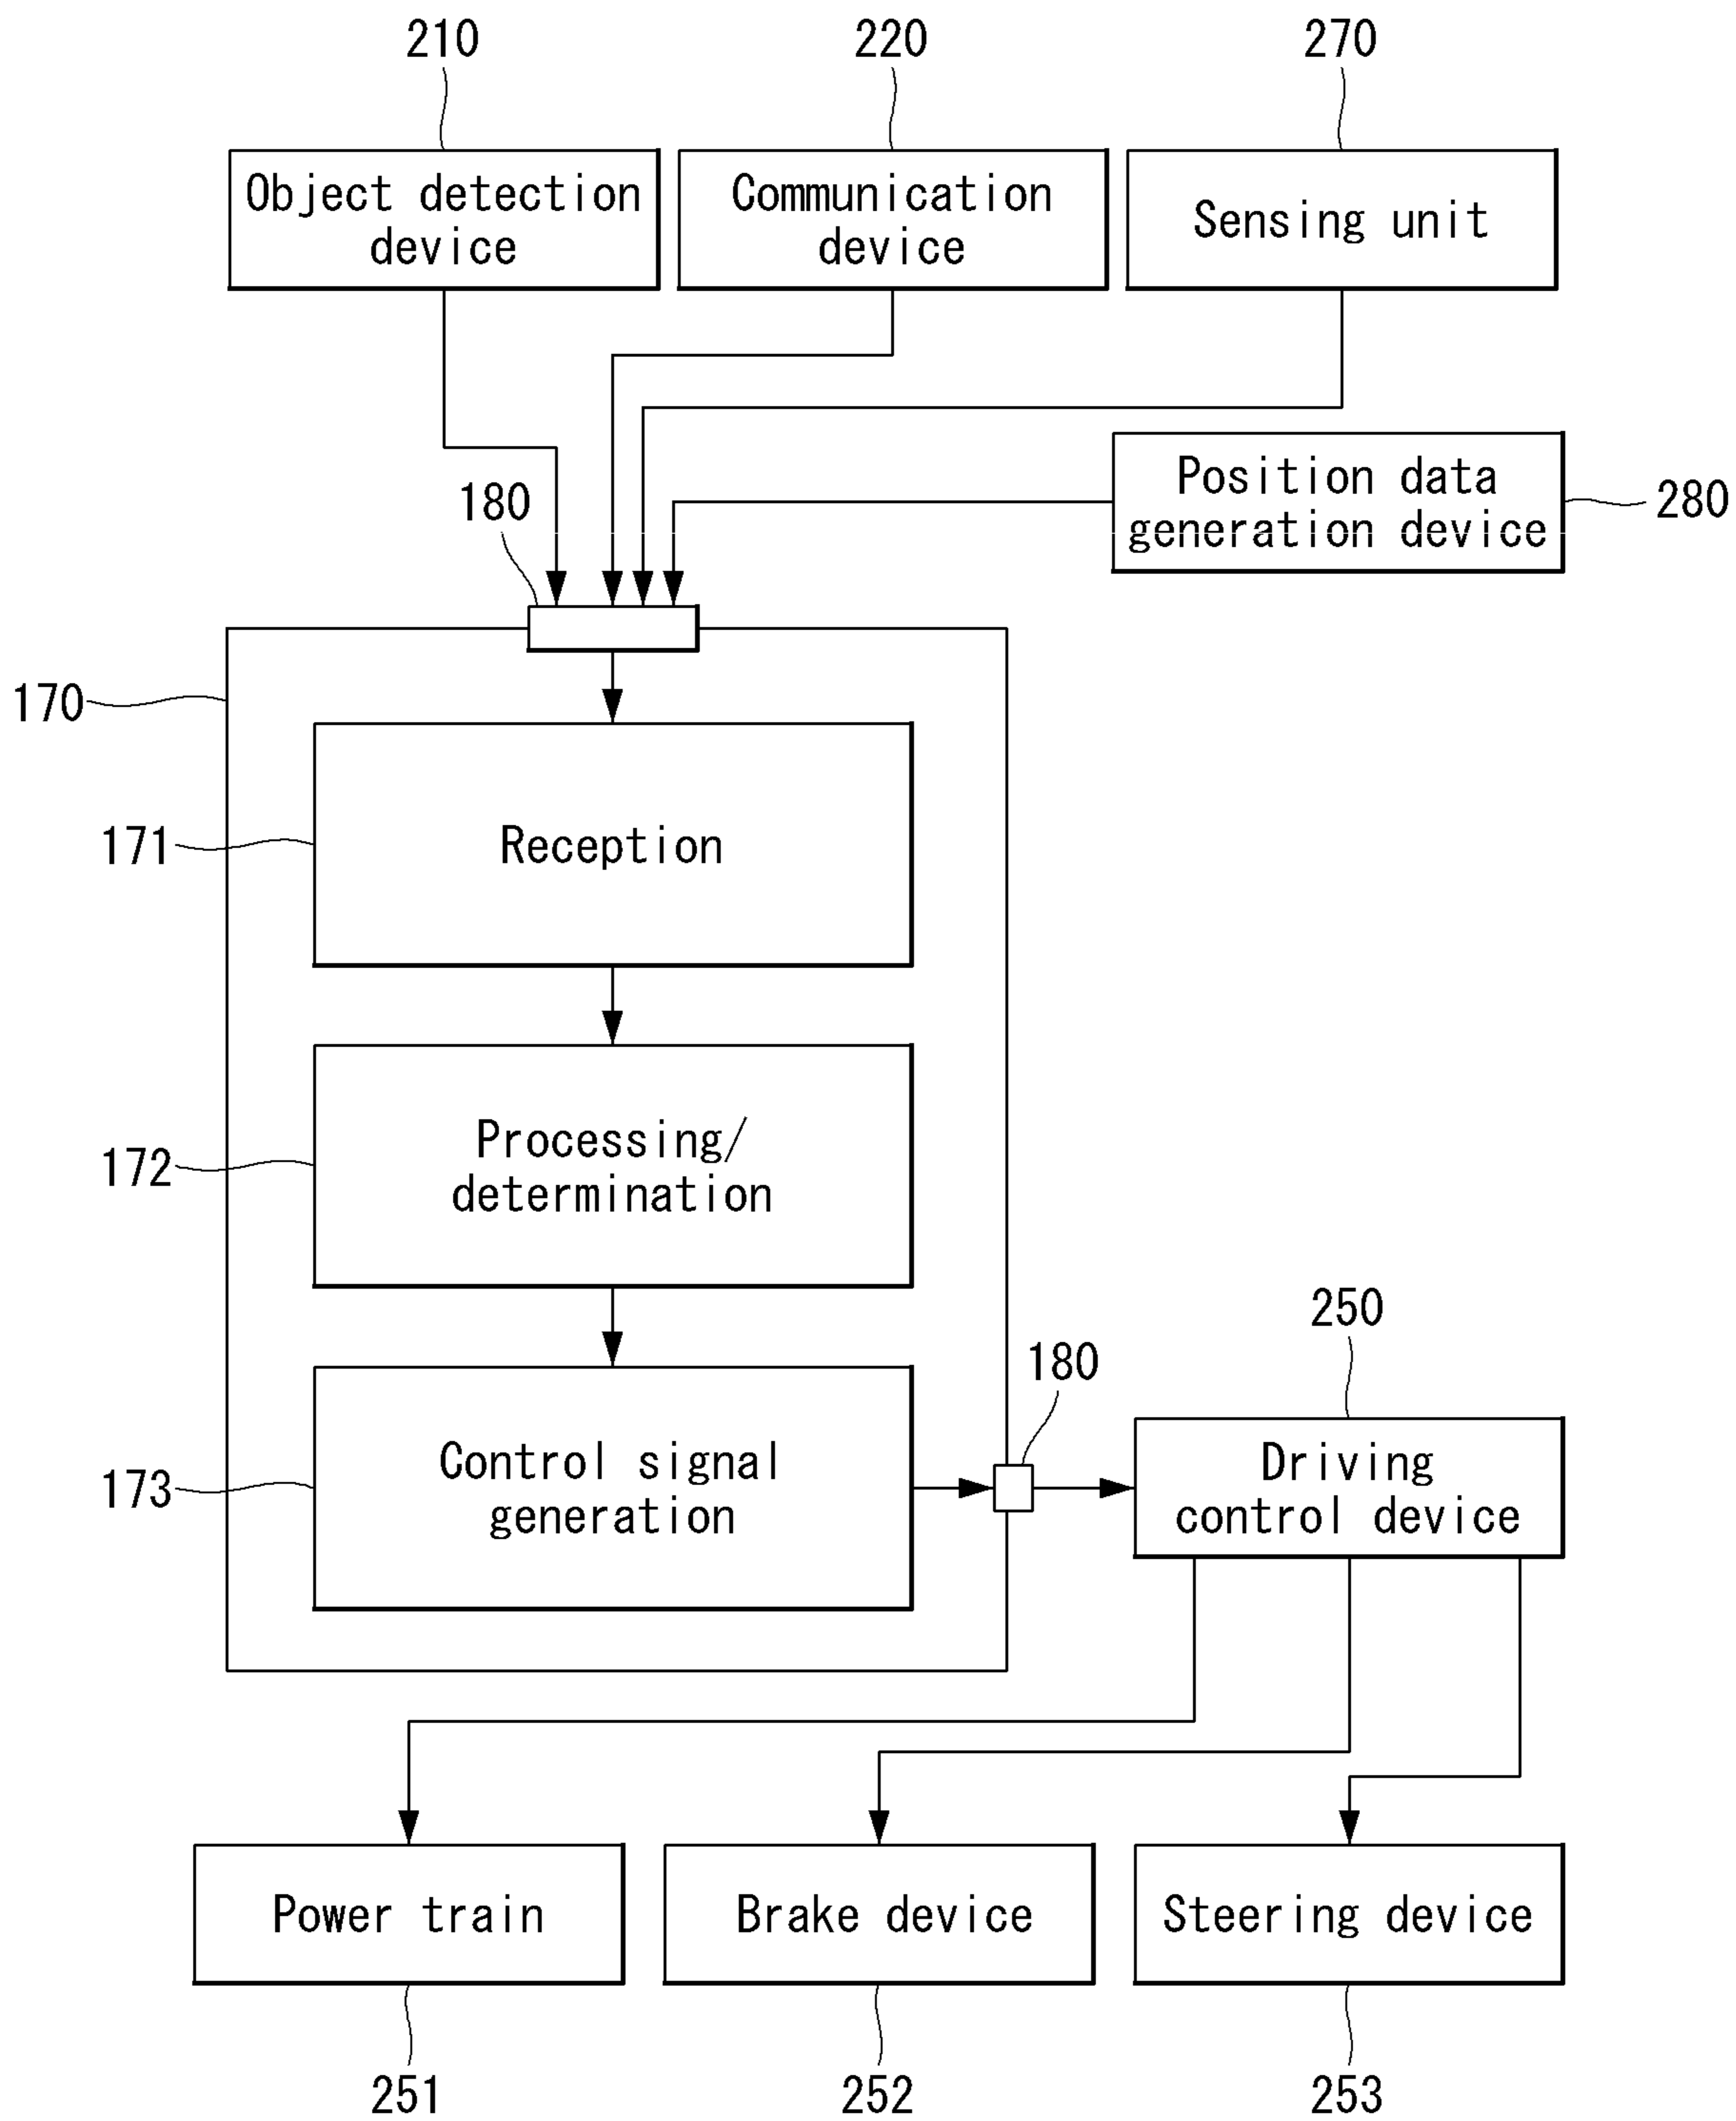 210
220
270
Object detection
device
Communication
device
Sensing unit
Position data
generation device
280
180
170
171
Reception
172
Processing/
determination
250
180
173
Control signal
generation
Driving
control device
Power train
Brake device
Steering device
251
252
253